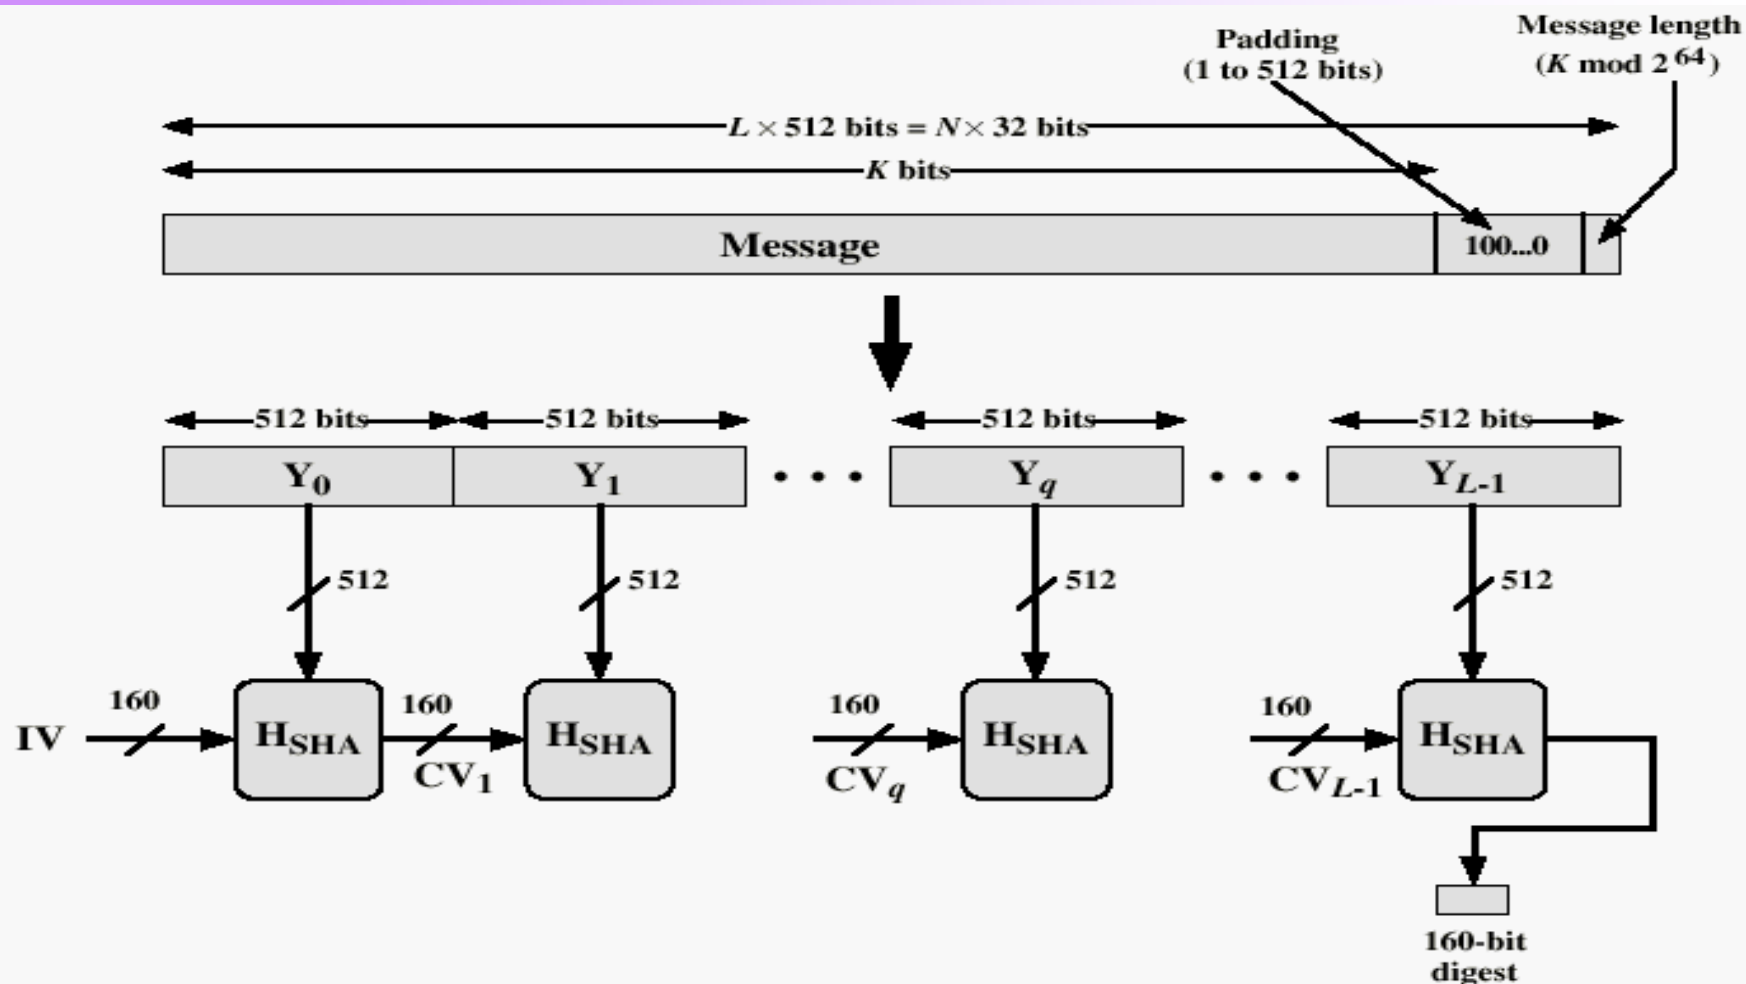 Padding
(1 to 512 bits)
Message length
(K mod 2^64)
L × 512 bits = N × 32 bits
K bits
Message
100...0
512 bits
512 bits
512 bits
512 bits
Y0
Y1
• • •
Yq
• • •
YL-1
512
512
512
512
160
160
160
160
IV
HSHA
HSHA
HSHA
HSHA
CV1
CVq
CVL-1
160-bit
digest